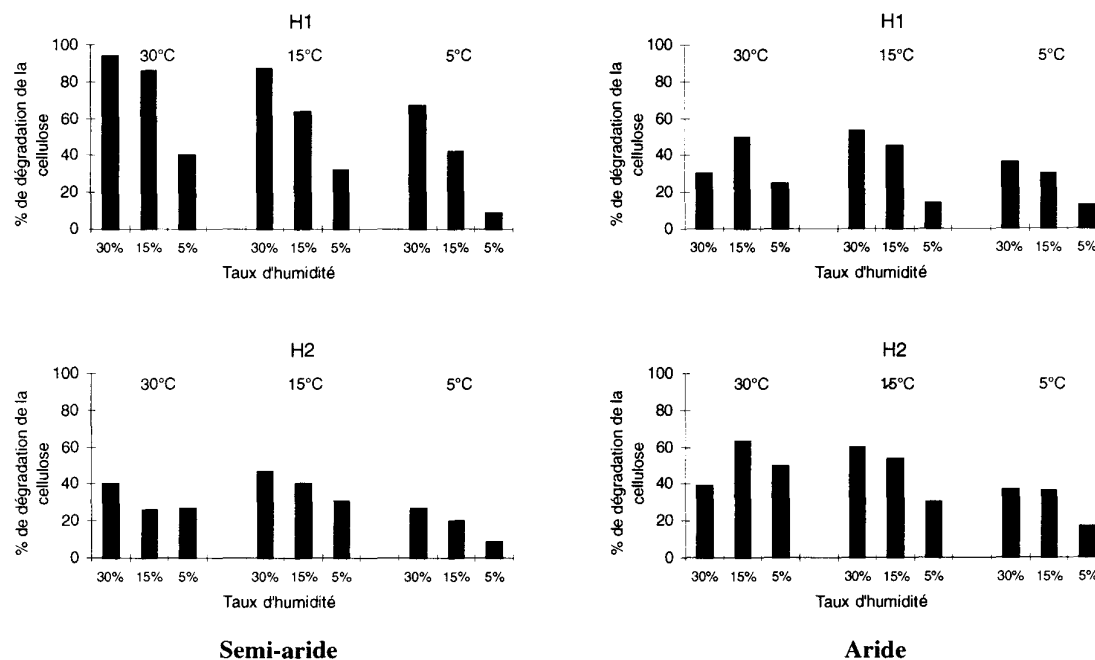 H1
H1
100
80
60
40
20
0
% de dégradation de la
cellulose
30°C 15°C 5°C
30% 15% 5% 30% 15% 5% 30% 15% 5%
Taux d'humidité
100
80
60
40
20
0
% de dégradation de la
cellulose
30°C 15°C 5°C
30% 15% 5% 30% 15% 5% 30% 15% 5%
Taux d'humidité
H2
H2
100
80
60
40
20
0
% de dégradation de la
cellulose
30°C 15°C 5°C
30% 15% 5% 30% 15% 5% 30% 15% 5%
Taux d'humidité
100
80
60
40
20
0
% de dégradation de la
cellulose
30°C 15°C 5°C
30% 15% 5% 30% 15% 5% 30% 15% 5%
Taux d'humidité
Semi-aride
Aride